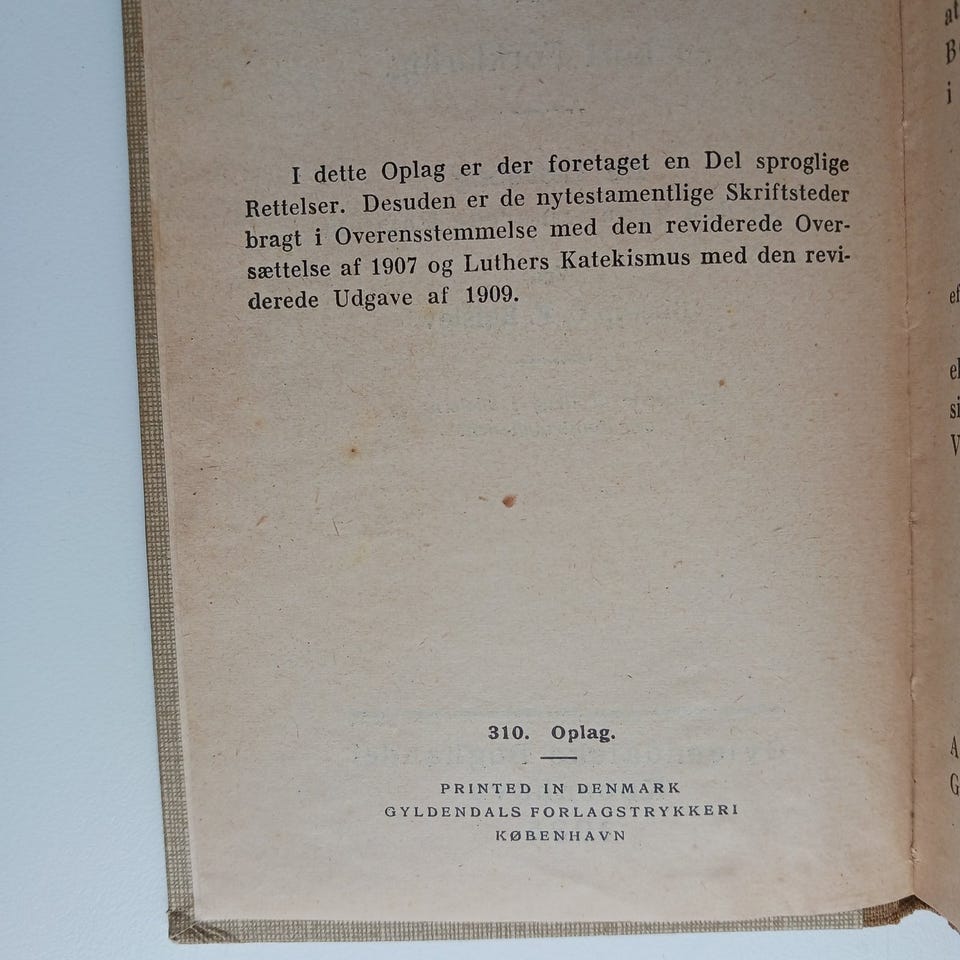 I dette Oplag er der foretaget en Del sproglige
Rettelser. Desuden er de nytestamentlige Skriftsteder
bragt i Overensstemmelse med den reviderede Over-
sættelse af 1907 og Luthers Katekismus med den revi-
derede Udgave af 1909.
310. Oplag.
PRINTED IN DENMARK
GYLDENDALS FORLAGSTRYKKERI
KØBENHAVN